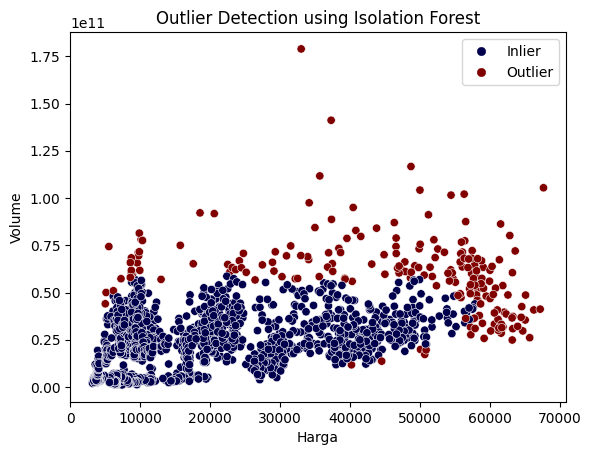 Outlier Detection using Isolation Forest
1e11
Inlier
Outlier
1.75
1.50
1.25
1.00
0.75
0.50
0.25
0.00
Volume
0 10000 20000 30000 40000 50000 60000 70000
Harga